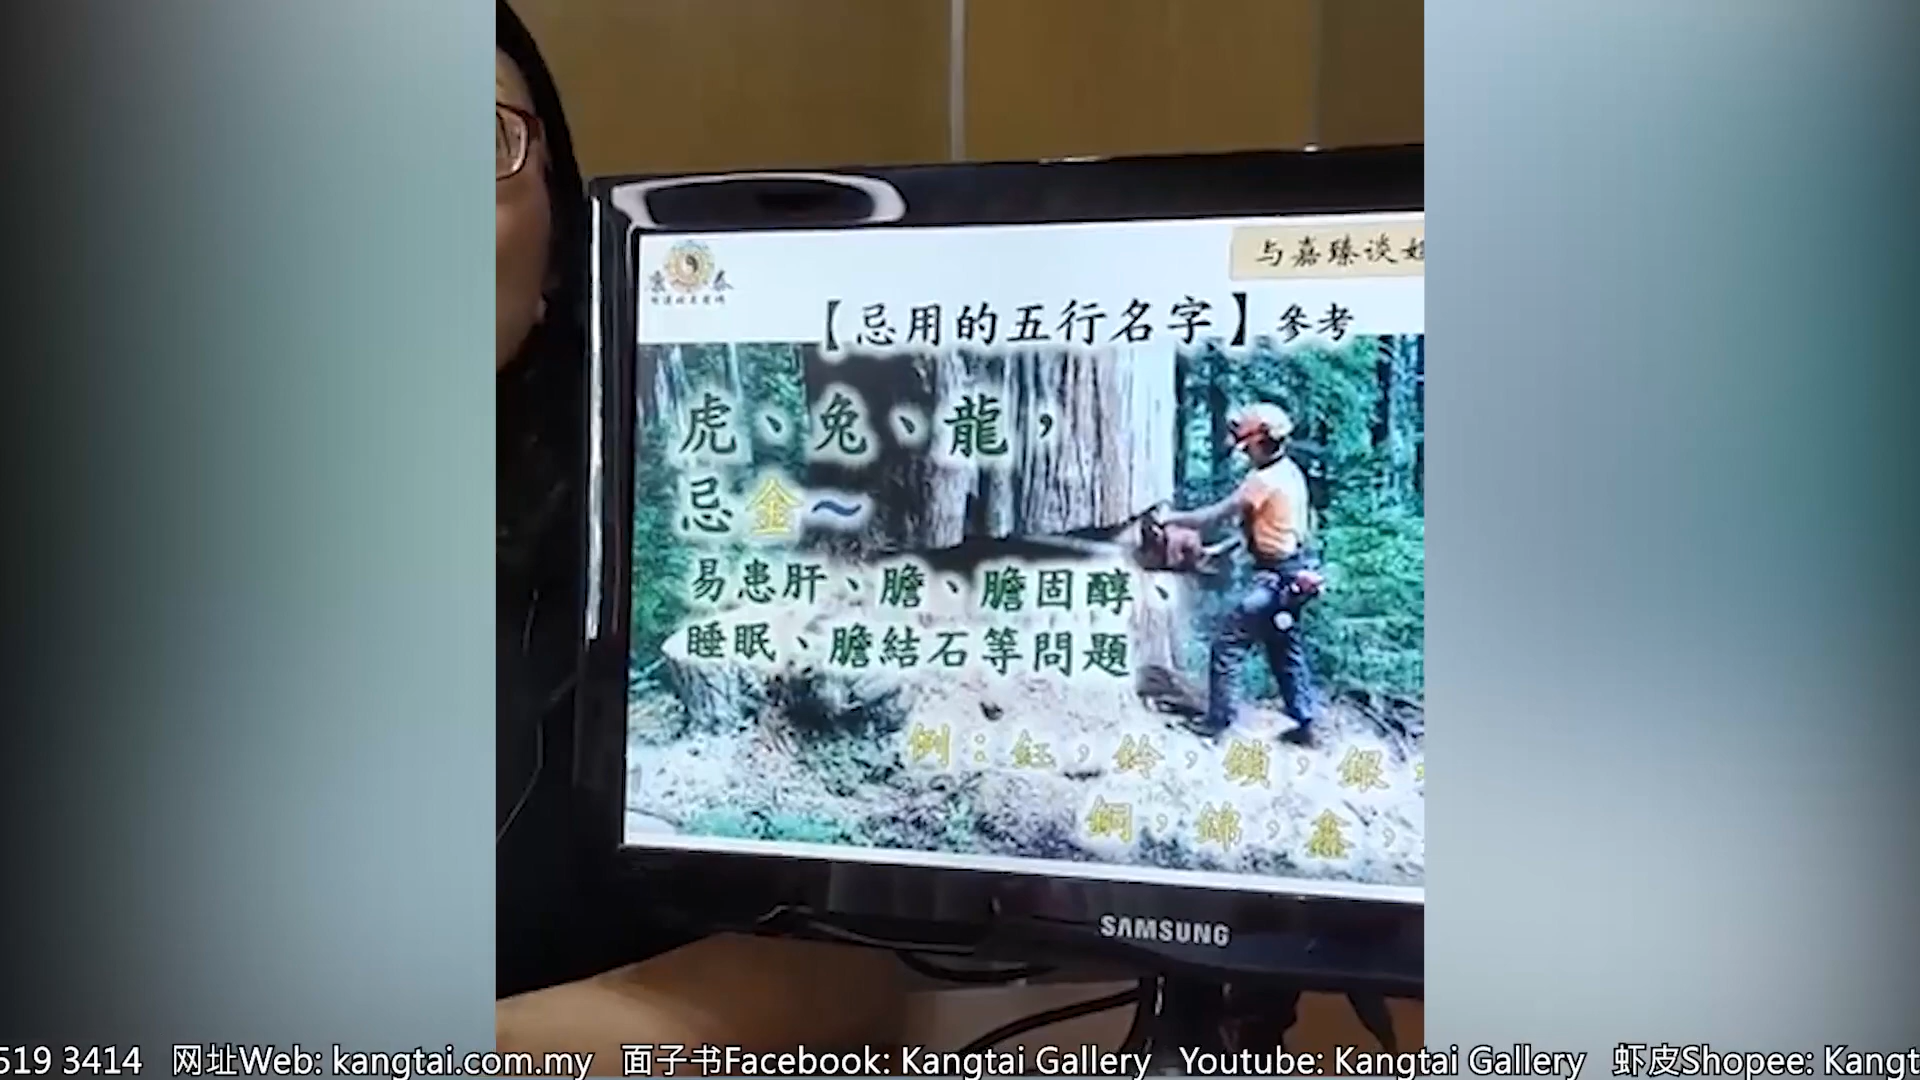 与嘉臻谈姓
康 泰
【忌用的五行名字】參考
虎、兔、龍，
忌金~
易患肝、膽、膽固醇、
睡眠、膽結石等問題
例：鈺，鈴，鎖，銀，
銅，錦，鑫，
SAMSUNG
519 3414 网址Web: kangtai.com.my 面子书Facebook: Kangtai Gallery Youtube: Kangtai Gallery 虾皮Shopee: Kangt